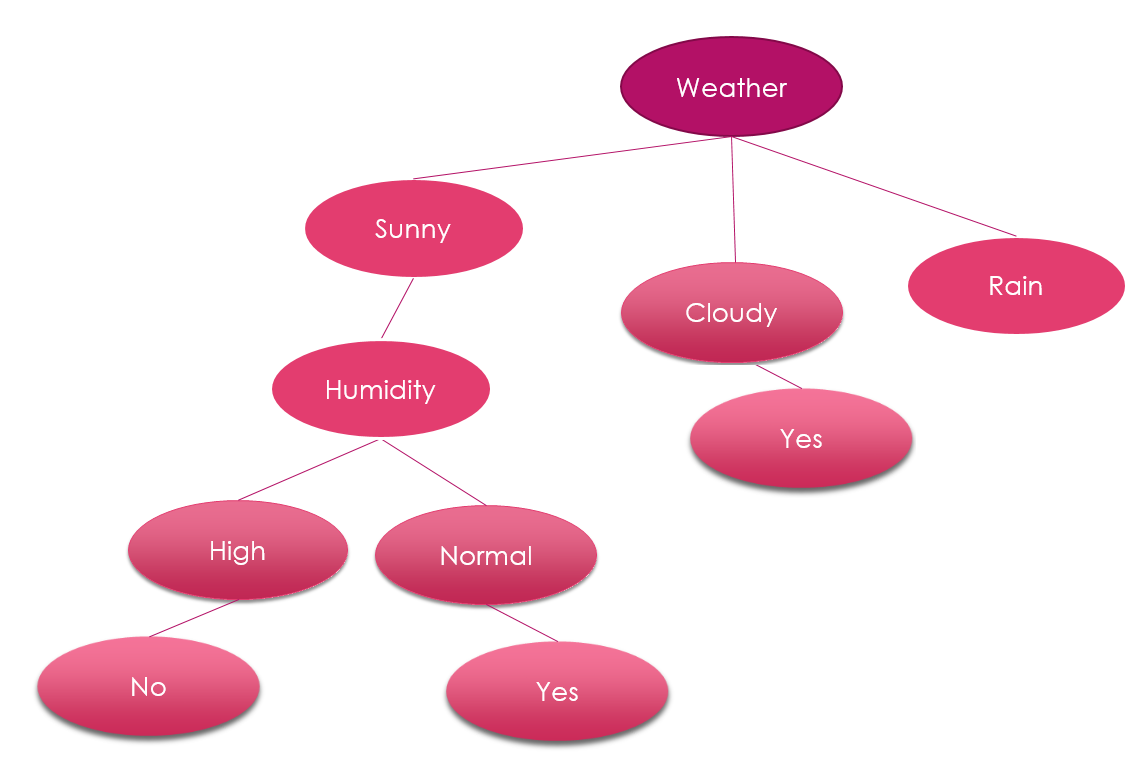 Weather
Sunny
Cloudy
Rain
Humidity
Yes
High
Normal
No
Yes